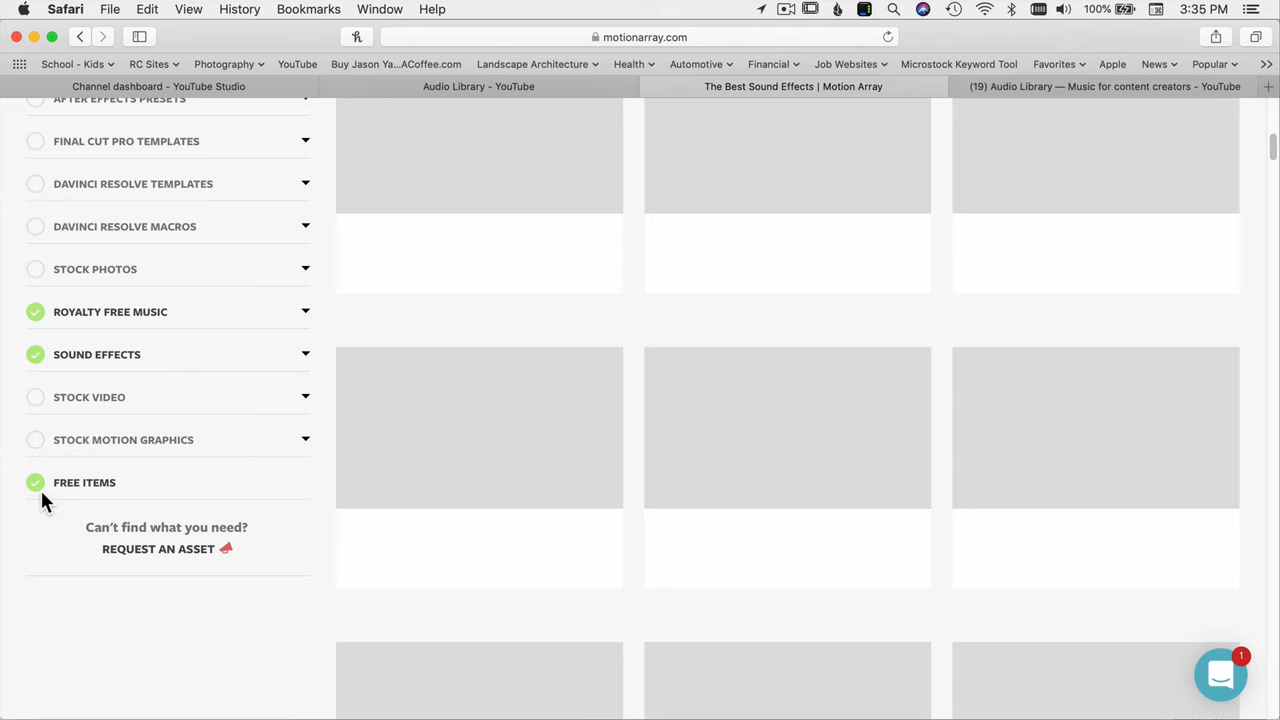 Safari File Edit View History Bookmarks Window Help 100% 3:35 PM
motionarray.com
School - Kids RC Sites Photography YouTube Buy Jason Ya...ACoffee.com Landscape Architecture Health Automotive Financial Job Websites Microstock Keyword Tool Favorites Apple News Popular
Channel dashboard - YouTube Studio Audio Library - YouTube The Best Sound Effects | Motion Array (19) Audio Library — Music for content creators - YouTube
AFTER EFFECTS PRESETS
FINAL CUT PRO TEMPLATES
DAVINCI RESOLVE TEMPLATES
DAVINCI RESOLVE MACROS
STOCK PHOTOS
ROYALTY FREE MUSIC
SOUND EFFECTS
STOCK VIDEO
STOCK MOTION GRAPHICS
FREE ITEMS
Can't find what you need?
REQUEST AN ASSET
1